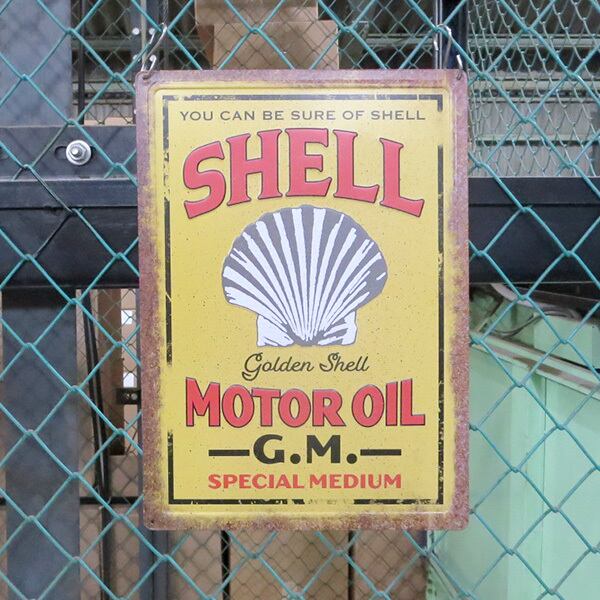 YOU CAN BE SURE OF SHELL
SHELL
Golden Shell
MOTOR OIL
—G.M.—
SPECIAL MEDIUM